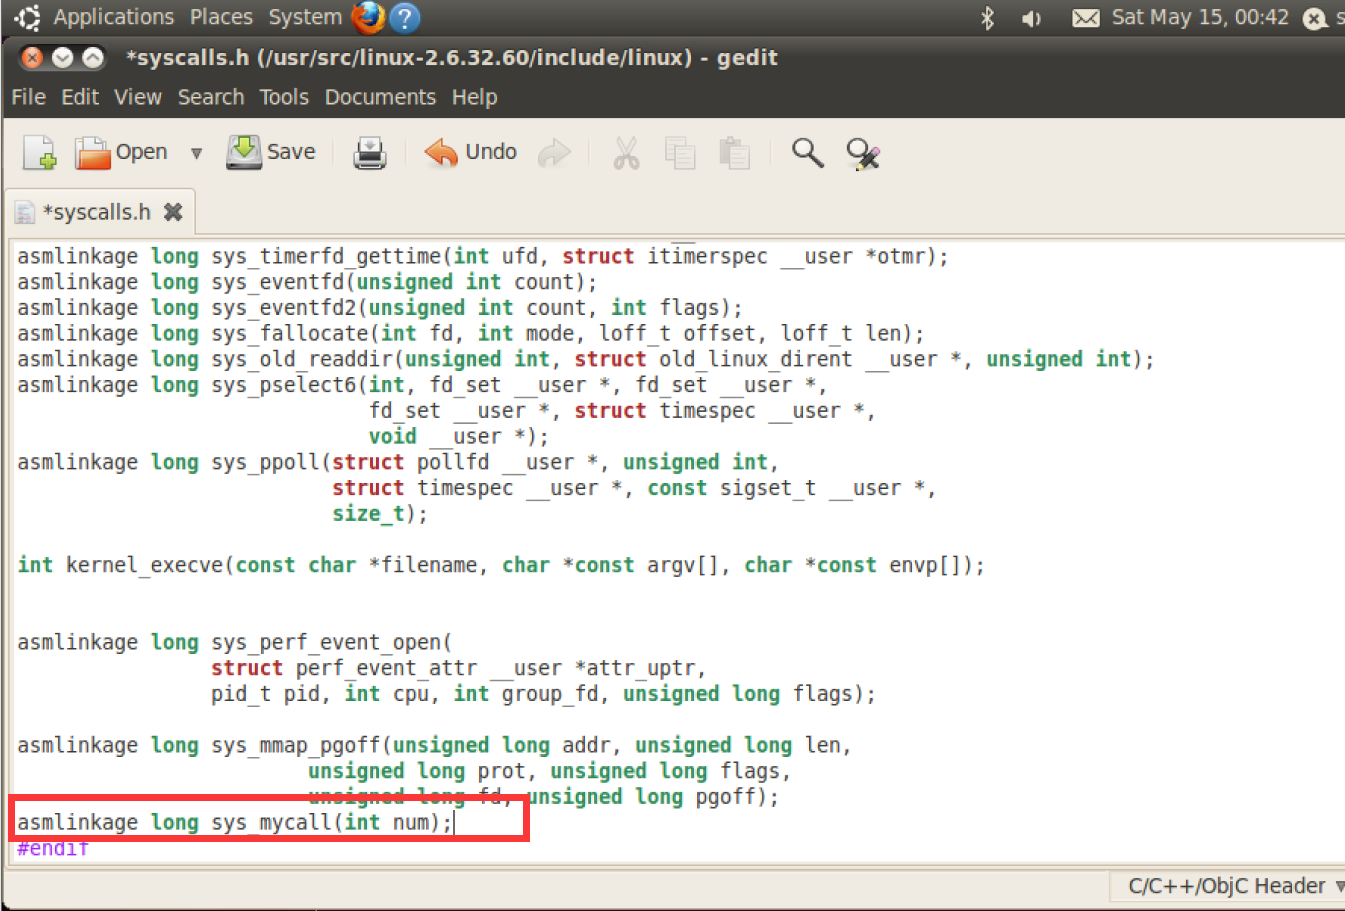 Applications Places System ? Sat May 15, 00:42 s
*syscalls.h (/usr/src/linux-2.6.32.60/include/linux) - gedit
File Edit View Search Tools Documents Help
Open Save Undo
*syscalls.h
asmlinkage long sys_timerfd_gettime(int ufd, struct itimerspec __user *otmr);
asmlinkage long sys_eventfd(unsigned int count);
asmlinkage long sys_eventfd2(unsigned int count, int flags);
asmlinkage long sys_fallocate(int fd, int mode, loff_t offset, loff_t len);
asmlinkage long sys_old_readdir(unsigned int, struct old_linux_dirent __user *, unsigned int);
asmlinkage long sys_pselect6(int, fd_set __user *, fd_set __user *,
fd_set __user *, struct timespec __user *,
void __user *);
asmlinkage long sys_ppoll(struct pollfd __user *, unsigned int,
struct timespec __user *, const sigset_t __user *,
size_t);
int kernel_execve(const char *filename, char *const argv[], char *const envp[]);
asmlinkage long sys_perf_event_open(
struct perf_event_attr __user *attr_uptr,
pid_t pid, int cpu, int group_fd, unsigned long flags);
asmlinkage long sys_mmap_pgoff(unsigned long addr, unsigned long len,
unsigned long prot, unsigned long flags,
unsigned long fd, unsigned long pgoff);
asmlinkage long sys_mycall(int num);
#endif
C/C++/ObjC Header